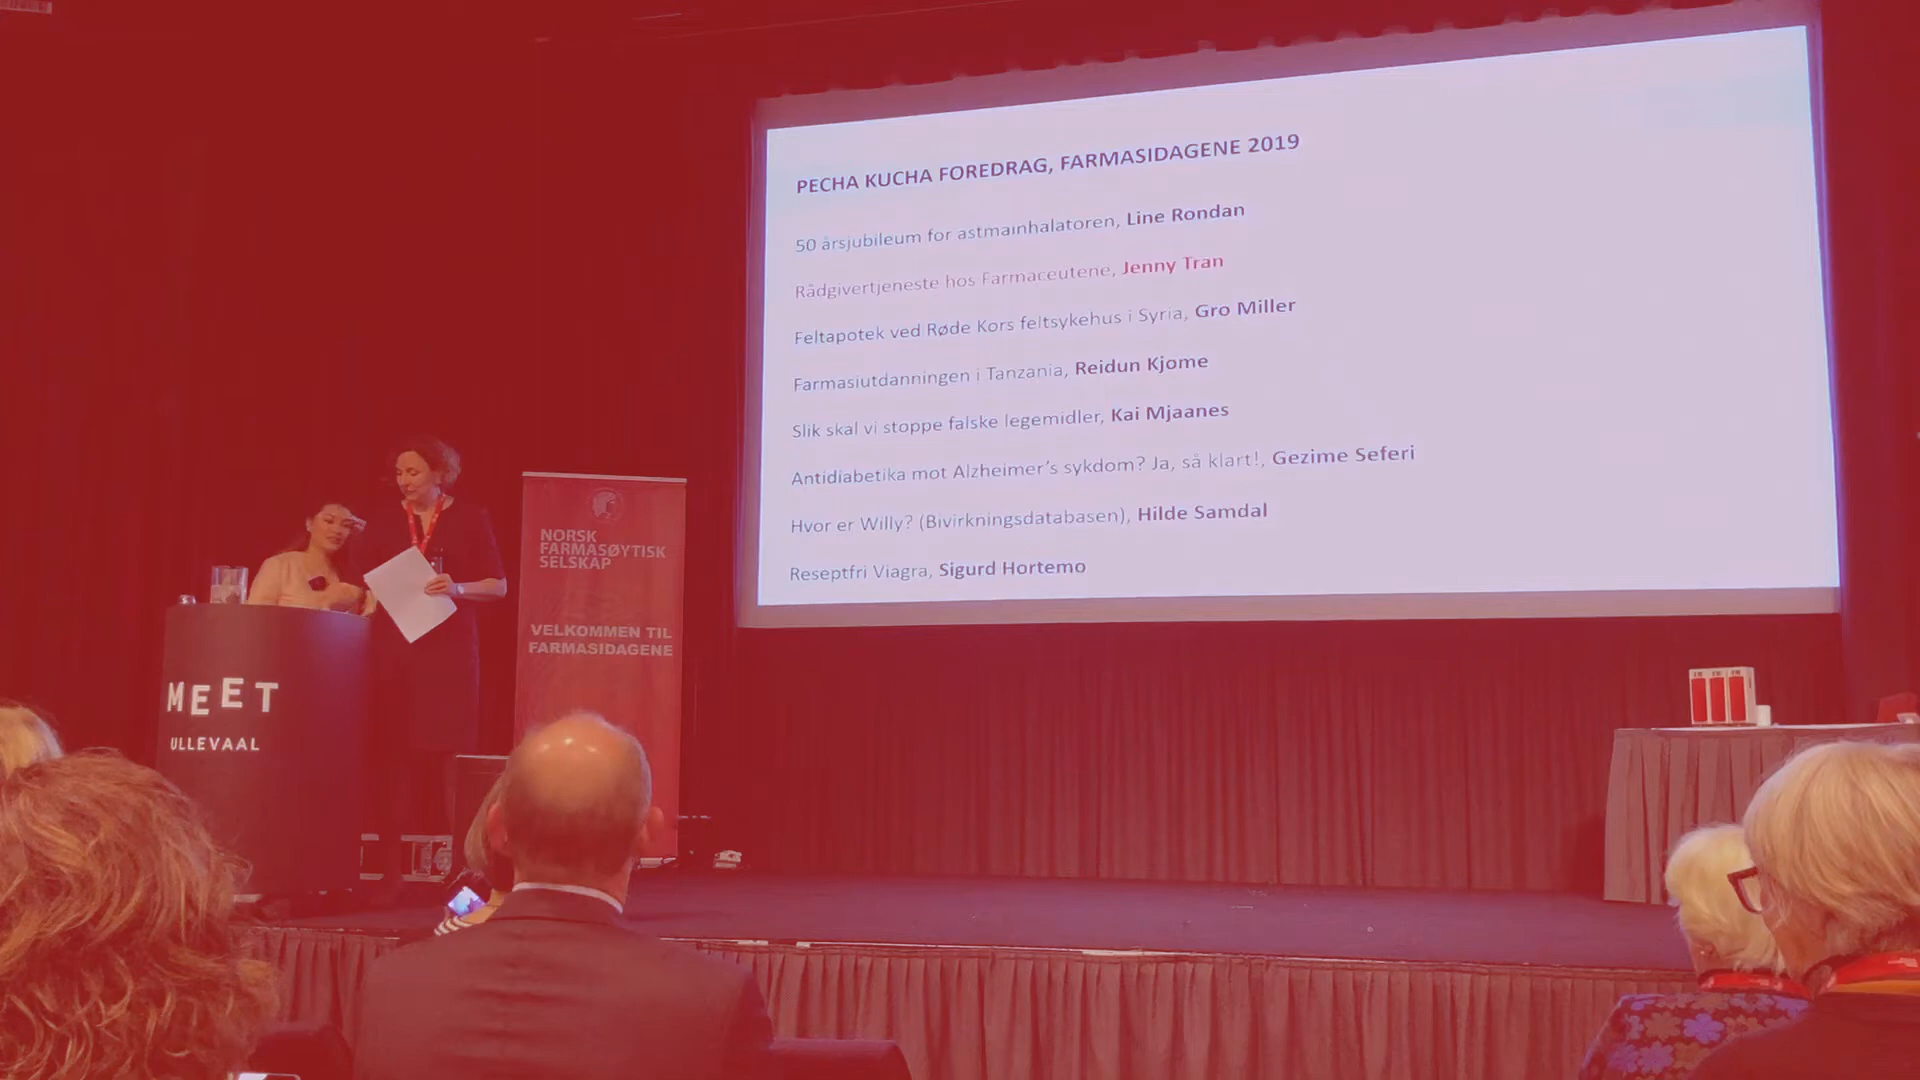 PECHA KUCHA FOREDRAG, FARMASIDAGENE 2019
50 årsjubileum for astmainhalatoren, Line Rondan
Rådgivertjeneste hos Farmaceutene, Jenny Tran
Feltapotek ved Røde Kors feltsykehus i Syria, Gro Miller
Farmasiutdanningen i Tanzania, Reidun Kjome
Slik skal vi stoppe falske legemidler, Kai Mjaanes
Antidiabetika mot Alzheimer's sykdom? Ja, så klart!, Gezime Seferi
Hvor er Willy? (Bivirkningsdatabasen), Hilde Samdal
Reseptfri Viagra, Sigurd Hortemo
NORSK
FARMASØYTISK
SELSKAP
VELKOMMEN TIL
FARMASIDAGENE
MEET
ULLEVAAL